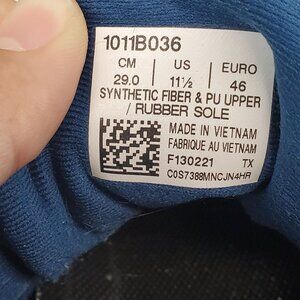 1011B036
CM | US | EURO
29.0 | 11½ | 46
SYNTHETIC FIBER & PU UPPER
/ RUBBER SOLE
MADE IN VIETNAM
FABRIQUE AU VIETNAM
F130221 TX
C0S7388MNCJN4HR